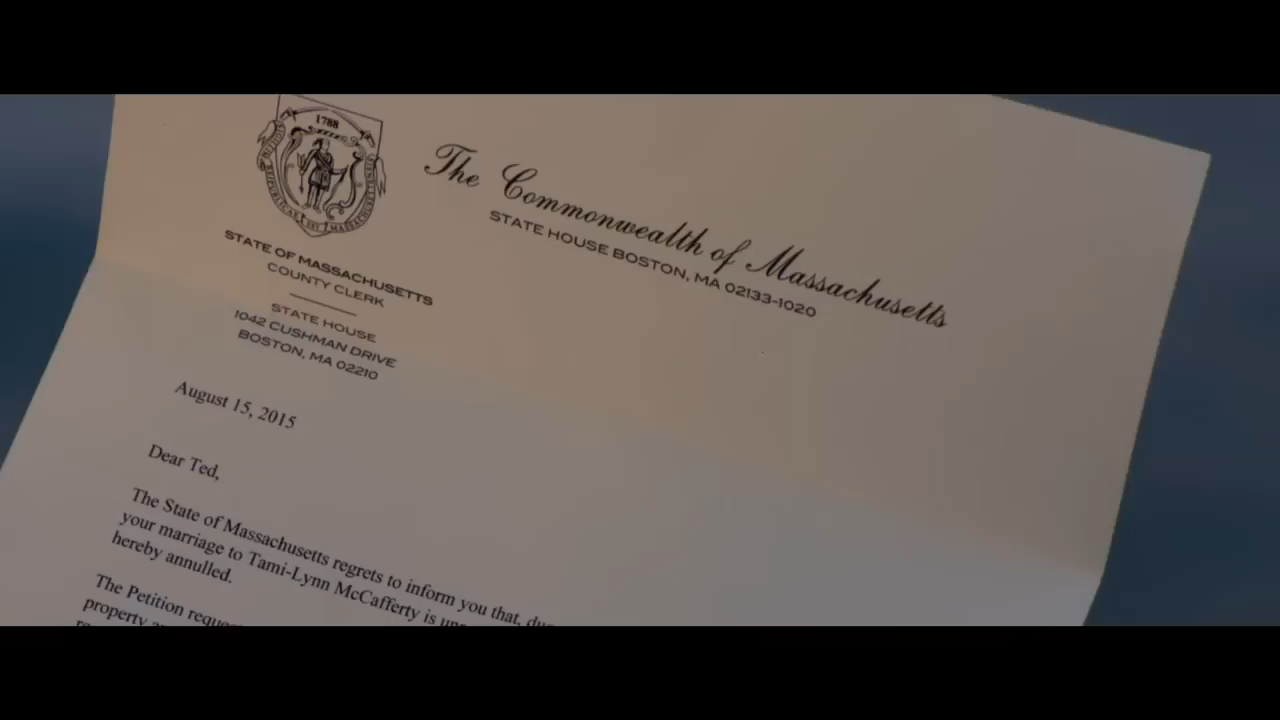 1788
The Commonwealth of Massachusetts
STATE HOUSE BOSTON, MA 02133-1020
STATE OF MASSACHUSETTS
COUNTY CLERK
STATE HOUSE
1042 CUSHMAN DRIVE
BOSTON, MA 02210
August 15, 2015
Dear Ted,
The State of Massachusetts regrets to inform you that,
your marriage to Tami-Lynn McCafferty is
hereby annulled.
The Petition
property